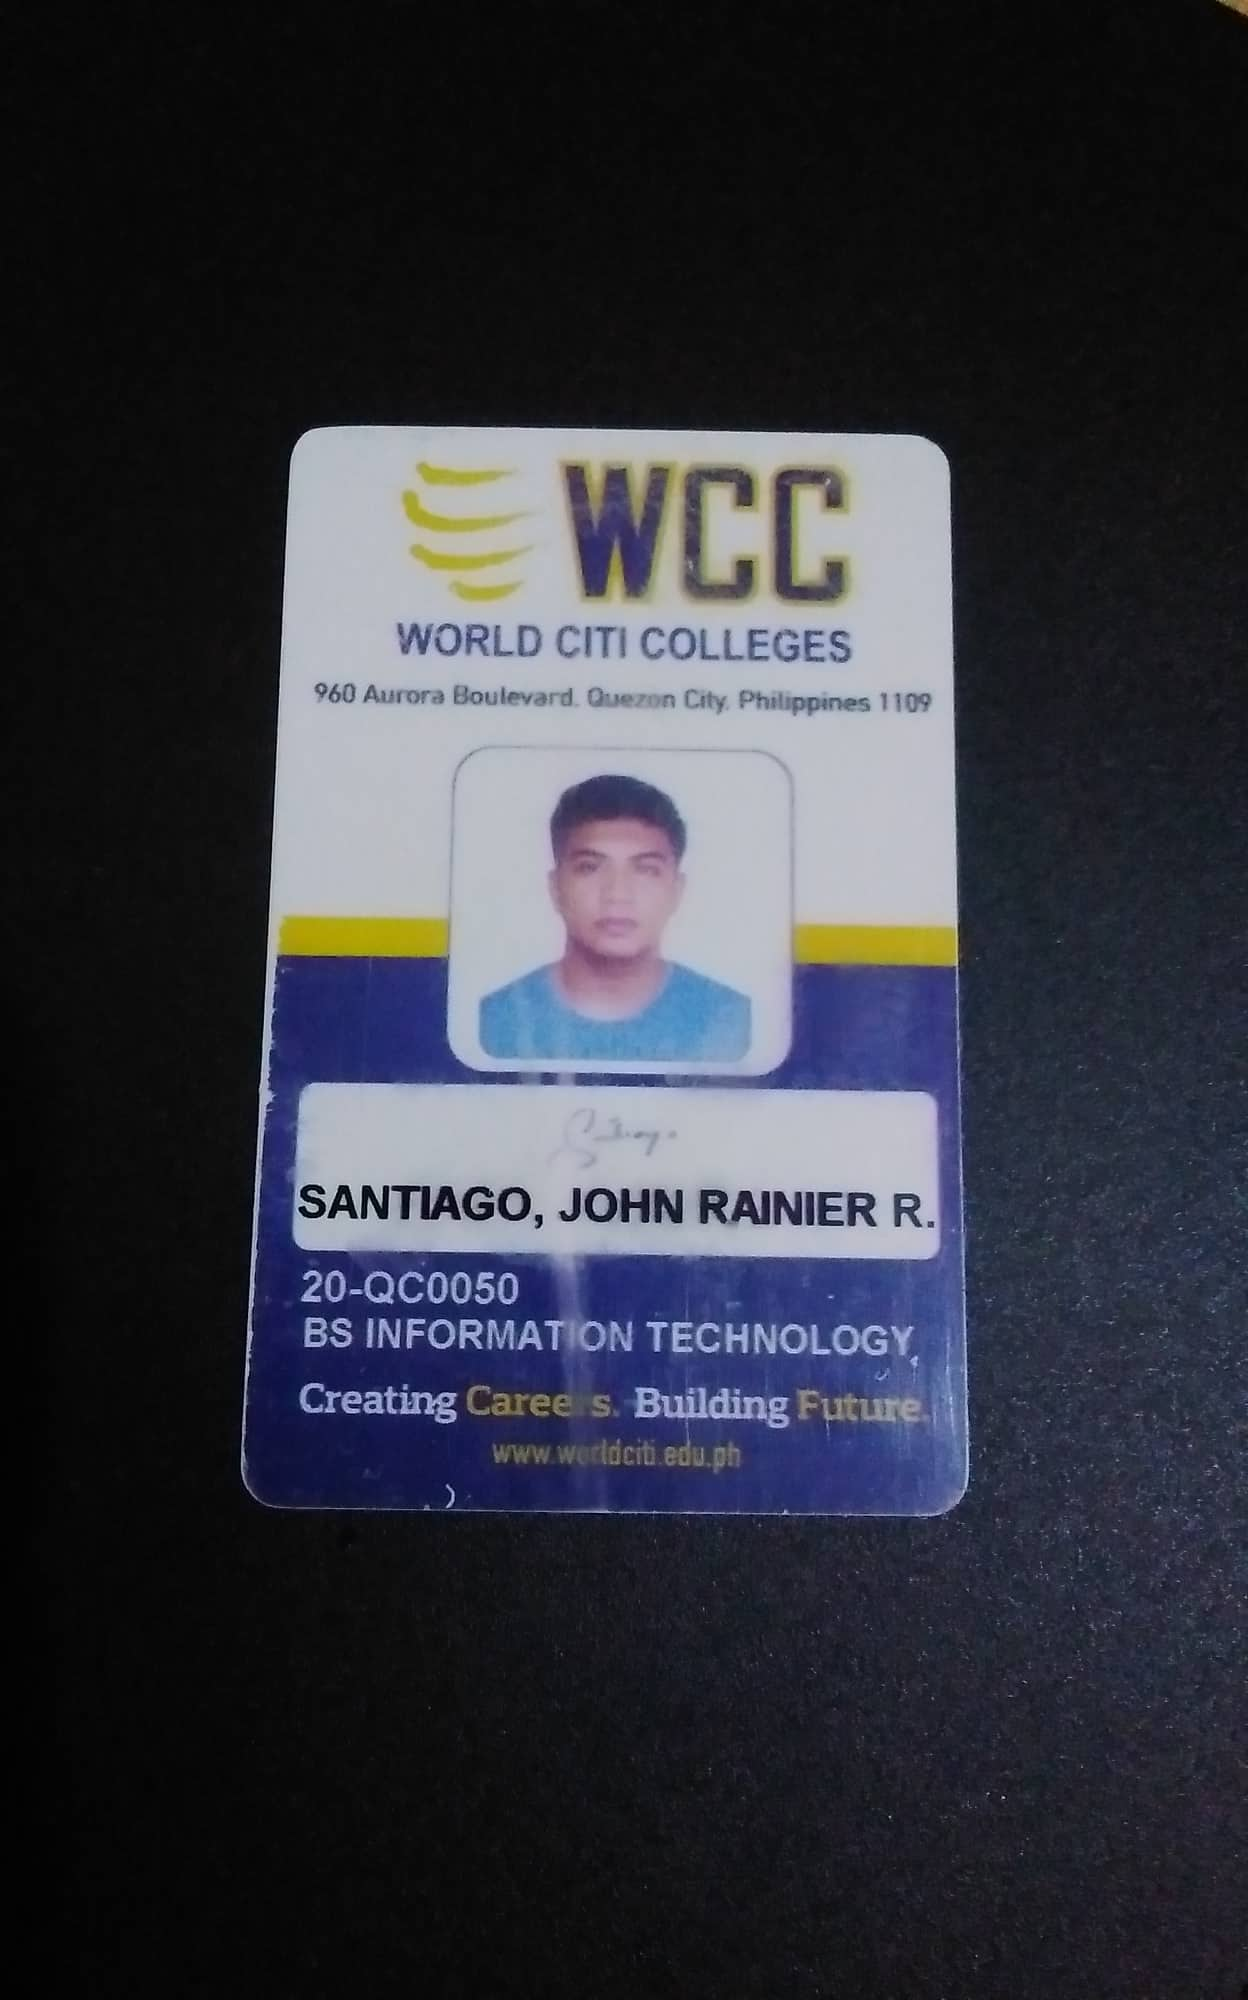 WCC
WORLD CITI COLLEGES
960 Aurora Boulevard, Quezon City, Philippines 1109
SANTIAGO, JOHN RAINIER R.
20-QC0050
BS INFORMATION TECHNOLOGY
Creating Careers. Building Future.
www.worldciti.edu.ph